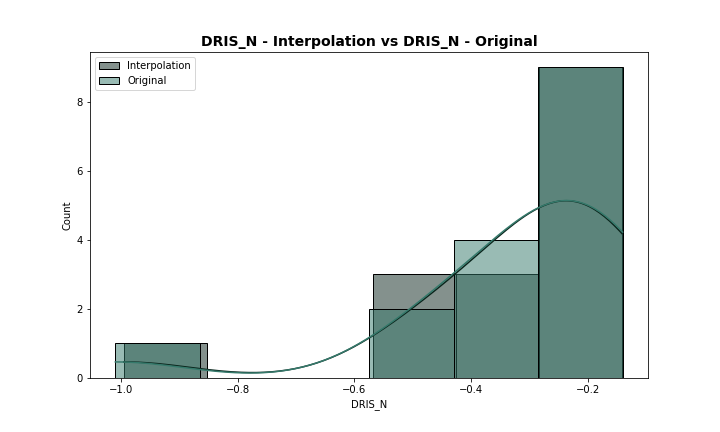 DRIS_N - Interpolation vs DRIS_N - Original
Interpolation
Original
Count
8
6
4
2
0
−1.0 −0.8 −0.6 −0.4 −0.2
DRIS_N